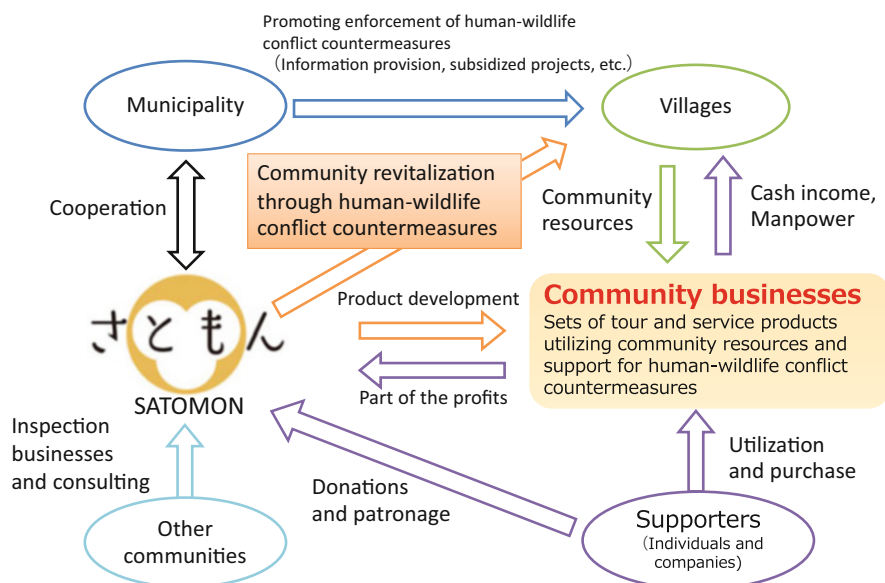 Promoting enforcement of human-wildlife
conflict countermeasures
（Information provision, subsidized projects, etc.）
Municipality
Villages
Cooperation
Community revitalization
through human-wildlife
conflict countermeasures
Community
resources
Cash income,
Manpower
さともん
SATOMON
Product development
Part of the profits
Community businesses
Sets of tour and service products
utilizing community resources and
support for human-wildlife conflict
countermeasures
Inspection
businesses
and consulting
Donations
and patronage
Utilization
and purchase
Other
communities
Supporters
（Individuals and
companies）